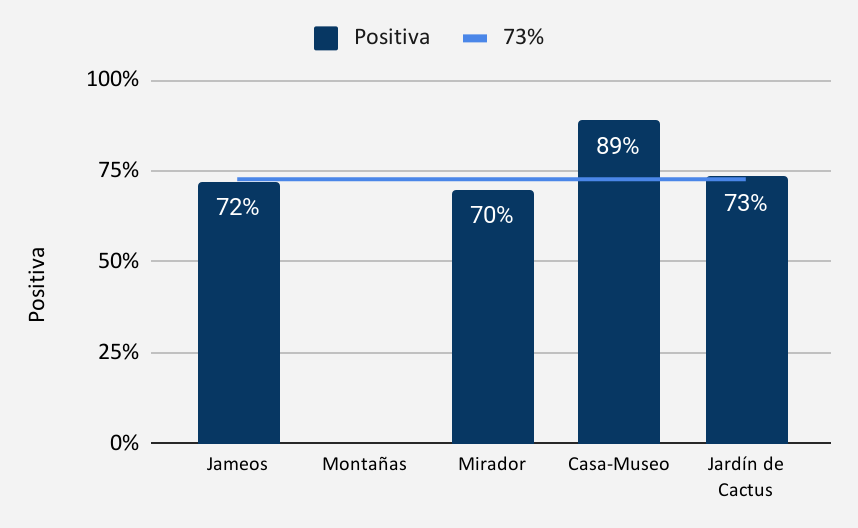 Positiva 73%
100%
75%
50%
25%
0%
Positiva
72%
70%
89%
73%
Jameos Montañas Mirador Casa-Museo Jardín de
Cactus